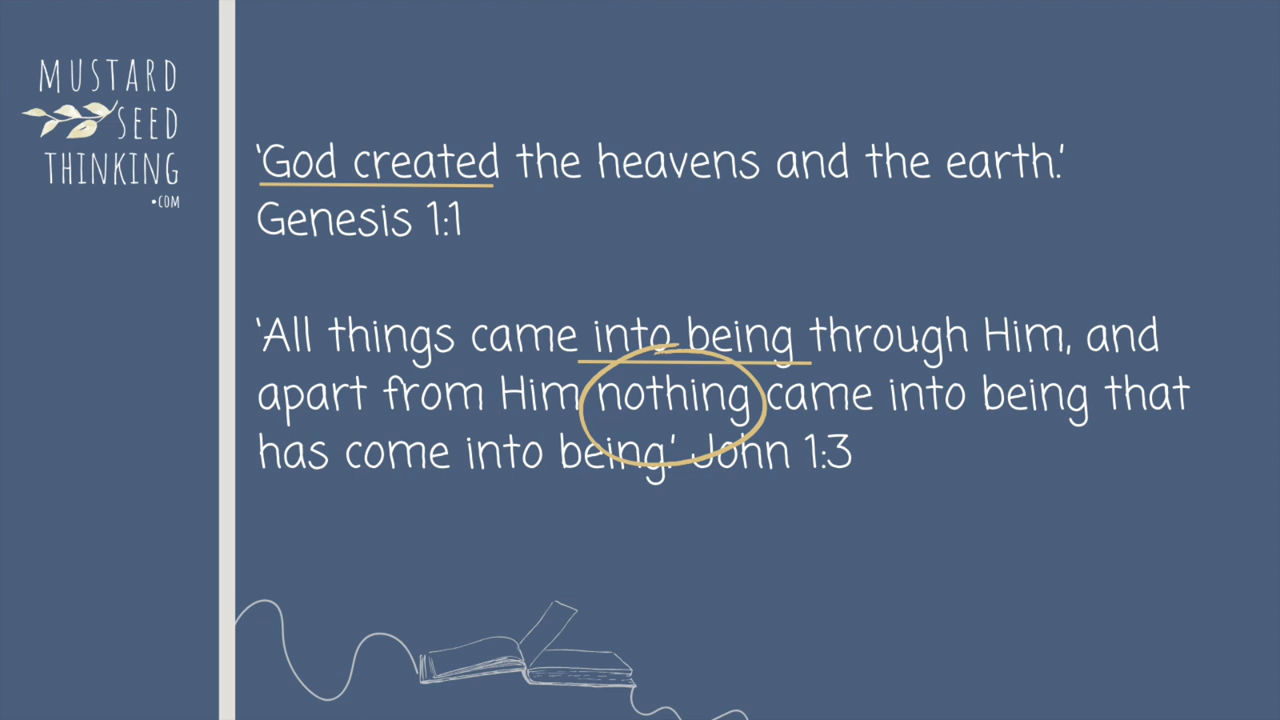 MUSTARD
SEED
THINKING
.COM
'God created the heavens and the earth.'
Genesis 1:1
'All things came into being through Him, and
apart from Him nothing came into being that
has come into being.' John 1:3